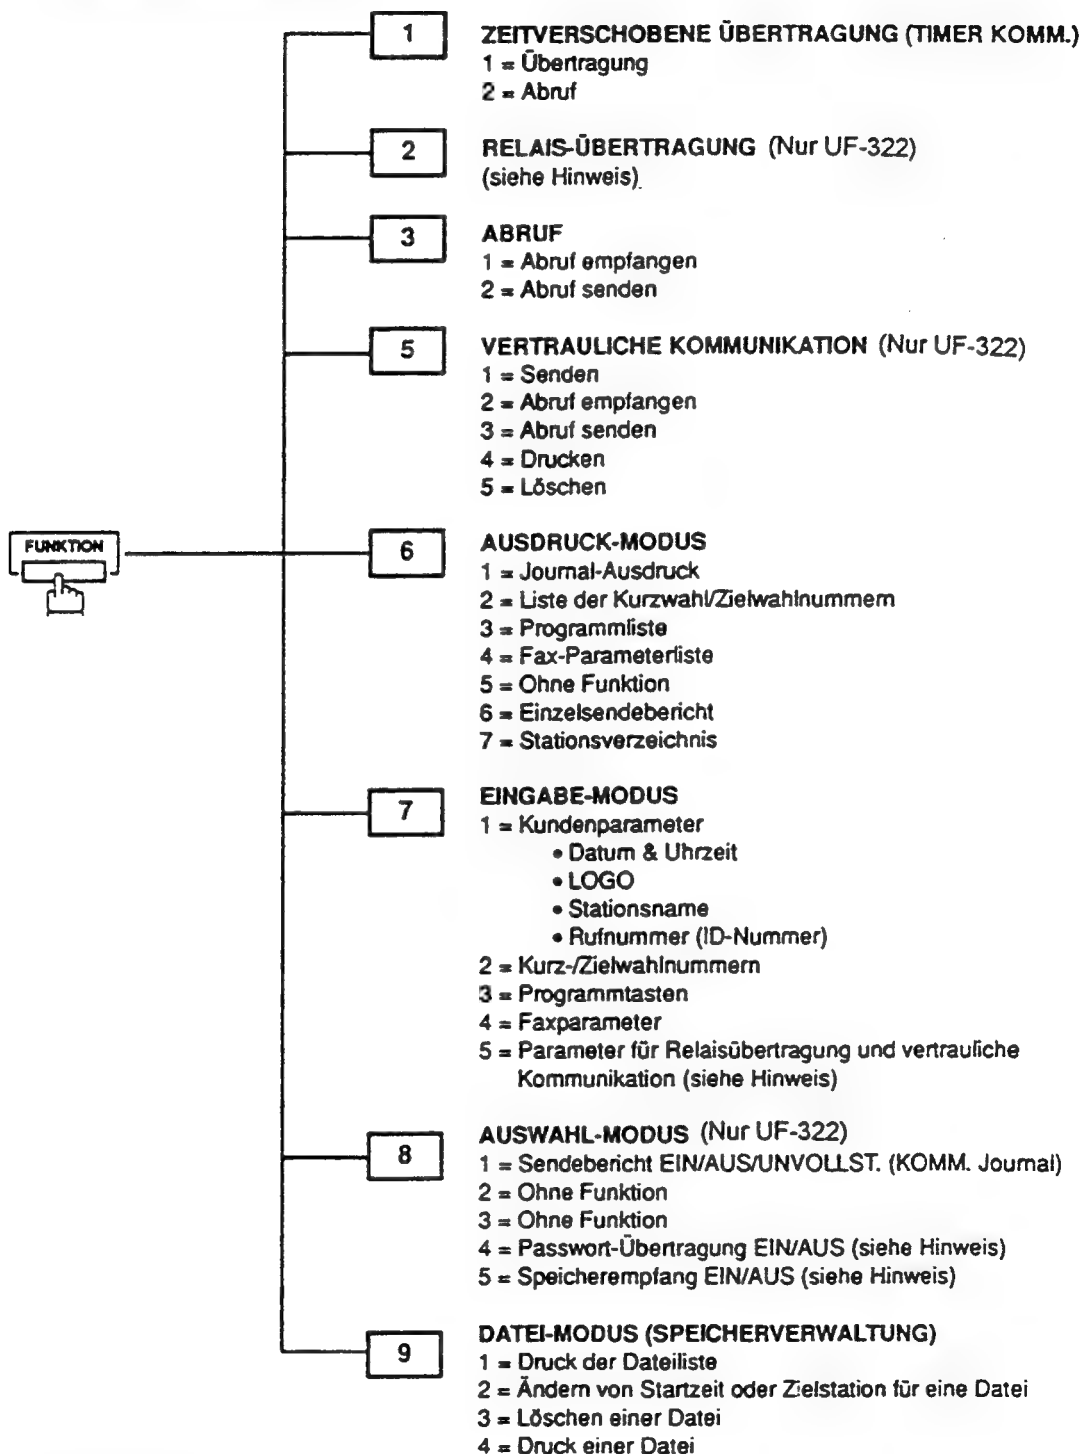 1 ZEITVERSCHOBENE ÜBERTRAGUNG (TIMER KOMM.)
1 = Übertragung
2 = Abruf
2 RELAIS-ÜBERTRAGUNG (Nur UF-322)
(siehe Hinweis)
3 ABRUF
1 = Abruf empfangen
2 = Abruf senden
5 VERTRAULICHE KOMMUNIKATION (Nur UF-322)
1 = Senden
2 = Abruf empfangen
3 = Abruf senden
4 = Drucken
5 = Löschen
FUNKTION
6 AUSDRUCK-MODUS
1 = Journal-Ausdruck
2 = Liste der Kurzwahl/Zielwahlnummern
3 = Programmliste
4 = Fax-Parameterliste
5 = Ohne Funktion
6 = Einzelsendebericht
7 = Stationsverzeichnis
7 EINGABE-MODUS
1 = Kundenparameter
• Datum & Uhrzeit
• LOGO
• Stationsname
• Rufnummer (ID-Nummer)
2 = Kurz-/Zielwahlnummern
3 = Programmtasten
4 = Faxparameter
5 = Parameter für Relaisübertragung und vertrauliche
Kommunikation (siehe Hinweis)
8 AUSWAHL-MODUS (Nur UF-322)
1 = Sendebericht EIN/AUS/UNVOLLST. (KOMM. Journal)
2 = Ohne Funktion
3 = Ohne Funktion
4 = Passwort-Übertragung EIN/AUS (siehe Hinweis)
5 = Speicherempfang EIN/AUS (siehe Hinweis)
9 DATEI-MODUS (SPEICHERVERWALTUNG)
1 = Druck der Dateiliste
2 = Ändern von Startzeit oder Zielstation für eine Datei
3 = Löschen einer Datei
4 = Druck einer Datei